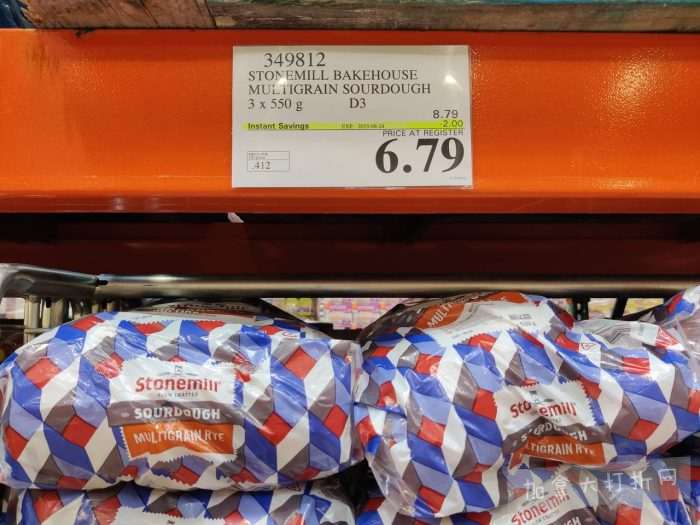 349812
STONEMILL BAKEHOUSE
MULTIGRAIN SOURDOUGH
3 x 550 g D3
8.79
Instant Savings
-2.00
PRICE AT REGISTER
6.79
.412
Stonemill
SOURDOUGH
MULTIGRAIN RYE
Stonemill
SOURDOUGH
MULTIGRAIN RYE
加拿大打折网
Stonemill